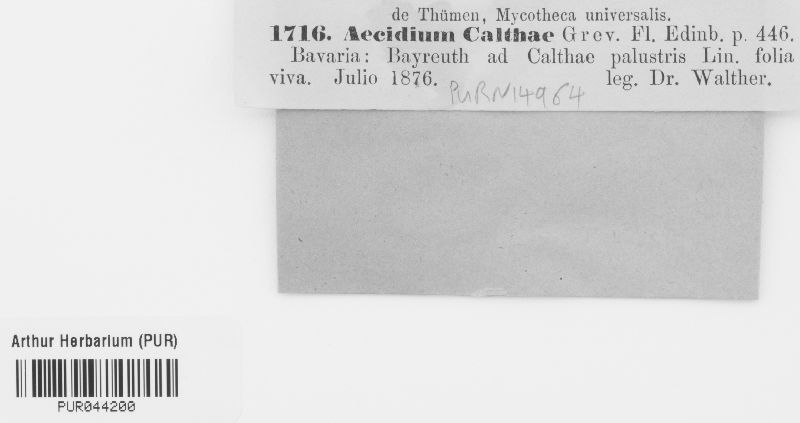 de Thümen, Mycotheca universalis.
1716. Aecidium Calthae Grev. Fl. Edinb. p. 446.
Bavaria: Bayreuth ad Calthae palustris Lin. folia
viva. Julio 1876. leg. Dr. Walther.
PURN14964
Arthur Herbarium (PUR)
PUR044200